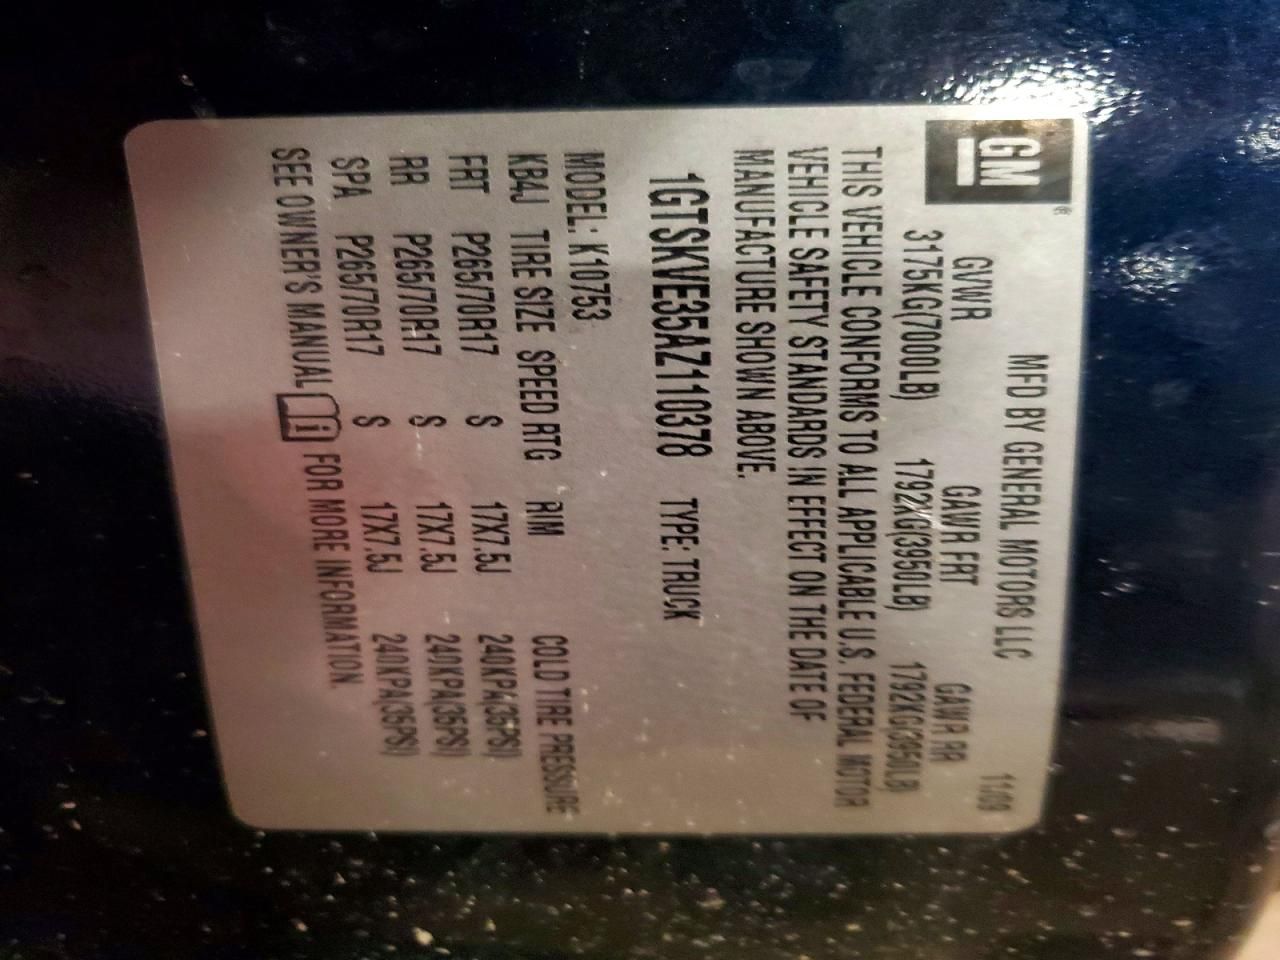 GM®
MFD BY GENERAL MOTORS LLC 11/09
GVWR GAWR FRT GAWR RR
3175KG(7000LB) 1792KG(3950LB) 1792KG(3950LB)
THIS VEHICLE CONFORMS TO ALL APPLICABLE U.S. FEDERAL MOTOR
VEHICLE SAFETY STANDARDS IN EFFECT ON THE DATE OF
MANUFACTURE SHOWN ABOVE.
1GTSKVE35AZ110378 TYPE: TRUCK
MODEL: K10753
KB4J TIRE SIZE SPEED RTG RIM COLD TIRE PRESSURE
FRT P265/70R17 S 17X7.5J 240KPA(35PSI)
RR P265/70R17 S 17X7.5J 240KPA(35PSI)
SPA P265/70R17 S 17X7.5J 240KPA(35PSI)
SEE OWNER'S MANUAL i FOR MORE INFORMATION.